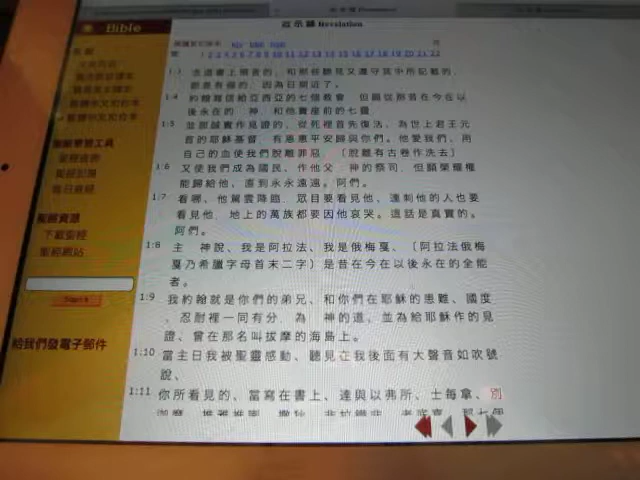 Bible
啟示錄 Revelation
1 2 3 4 5 6 7 8 9 10 11 12 13 14 15 16 17 18 19 20 21 22
1:3 念這書上預言的、和那些聽見又遵守其中所記載的、
都是有福的、因為日期近了。
1:4 約翰寫信給亞西亞的七個教會．但願從那昔在今在以
後永在的 神、和他寶座前的七靈．
1:5 並那誠實作見證的、從死裡首先復活、為世上君王元
首的耶穌基督、有恩惠平安歸與你們。他愛我們、用
自己的血使我們脫離罪惡、〔脫離有古卷作洗去〕
1:6 又使我們成為國民、作他父 神的祭司．但願榮耀權
能歸給他、直到永永遠遠。阿們。
1:7 看哪、他駕雲降臨．眾目要看見他、連刺他的人也要
看見他．地上的萬族都要因他哀哭。這話是真實的。
阿們。
1:8 主 神說、我是阿拉法、我是俄梅戛、〔阿拉法俄梅
戛乃希臘字母首末二字〕是昔在今在以後永在的全能
者。
1:9 我約翰就是你們的弟兄、和你們在耶穌的患難、國度
、忍耐裡一同有分．為 神的道、並為給耶穌作的見
證、曾在那名叫拔摩的海島上。
1:10 當主日我被聖靈感動、聽見在我後面有大聲音如吹號
說、
1:11 你所看見的、當寫在書上、達與以弗所、士每拿、別
聖經資源
下載聖經
聖經網站
Search
給我們發電子郵件